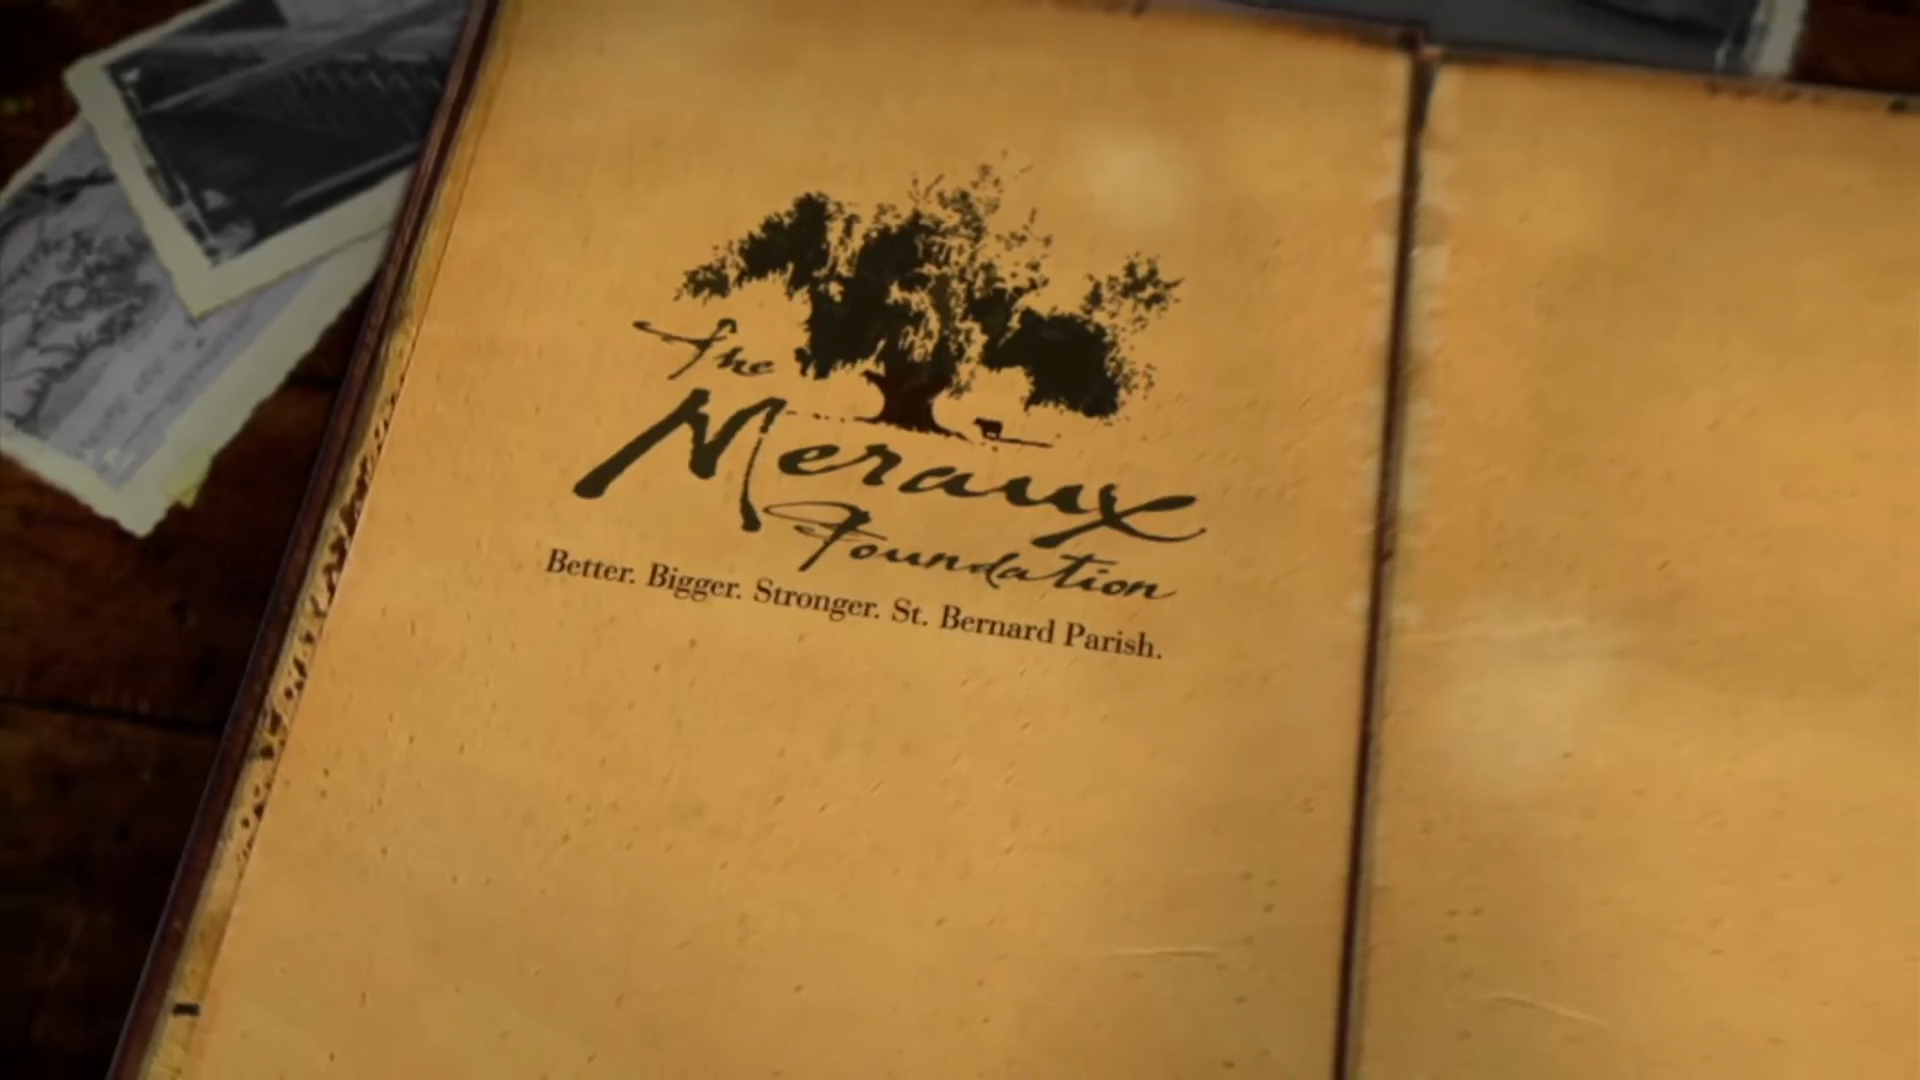 The
Meraux
Foundation
Better. Bigger. Stronger. St. Bernard Parish.